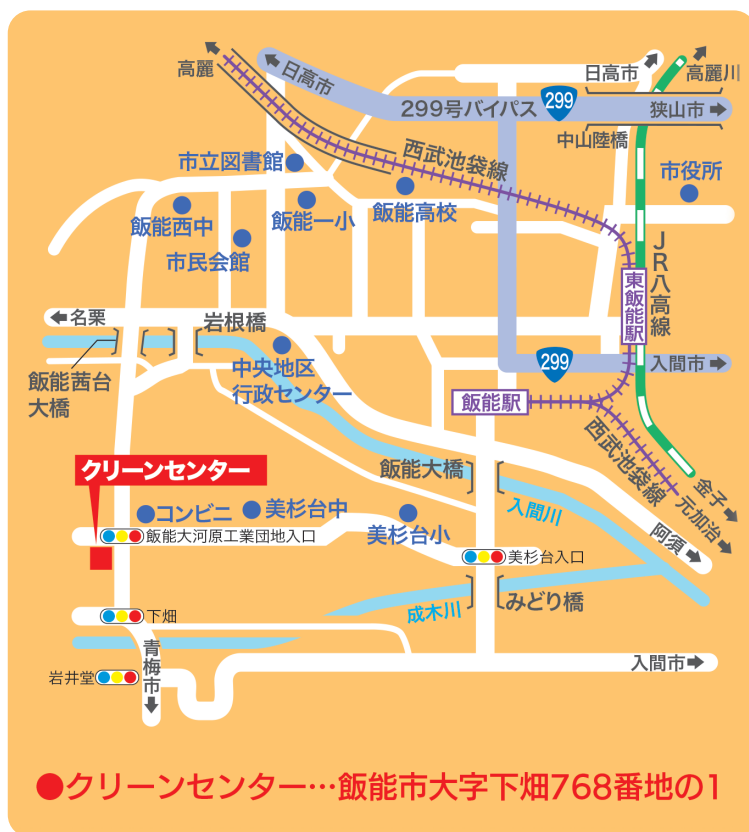 高麗
日高市
日高市
高麗川
299号バイパス
299
狭山市
中山陸橋
西武池袋線
市立図書館
市役所
飯能西中
飯能一小
飯能高校
市民会館
JR八高線
東飯能駅
名栗
岩根橋
飯能茜台
大橋
中央地区
行政センター
299
入間市
飯能駅
西武池袋線
クリーンセンター
飯能大橋
金子
元加治
コンビニ
美杉台中
美杉台小
入間川
阿須
飯能大河原工業団地入口
美杉台入口
成木川
みどり橋
下畑
青梅市
岩井堂
入間市
●クリーンセンター…飯能市大字下畑768番地の1